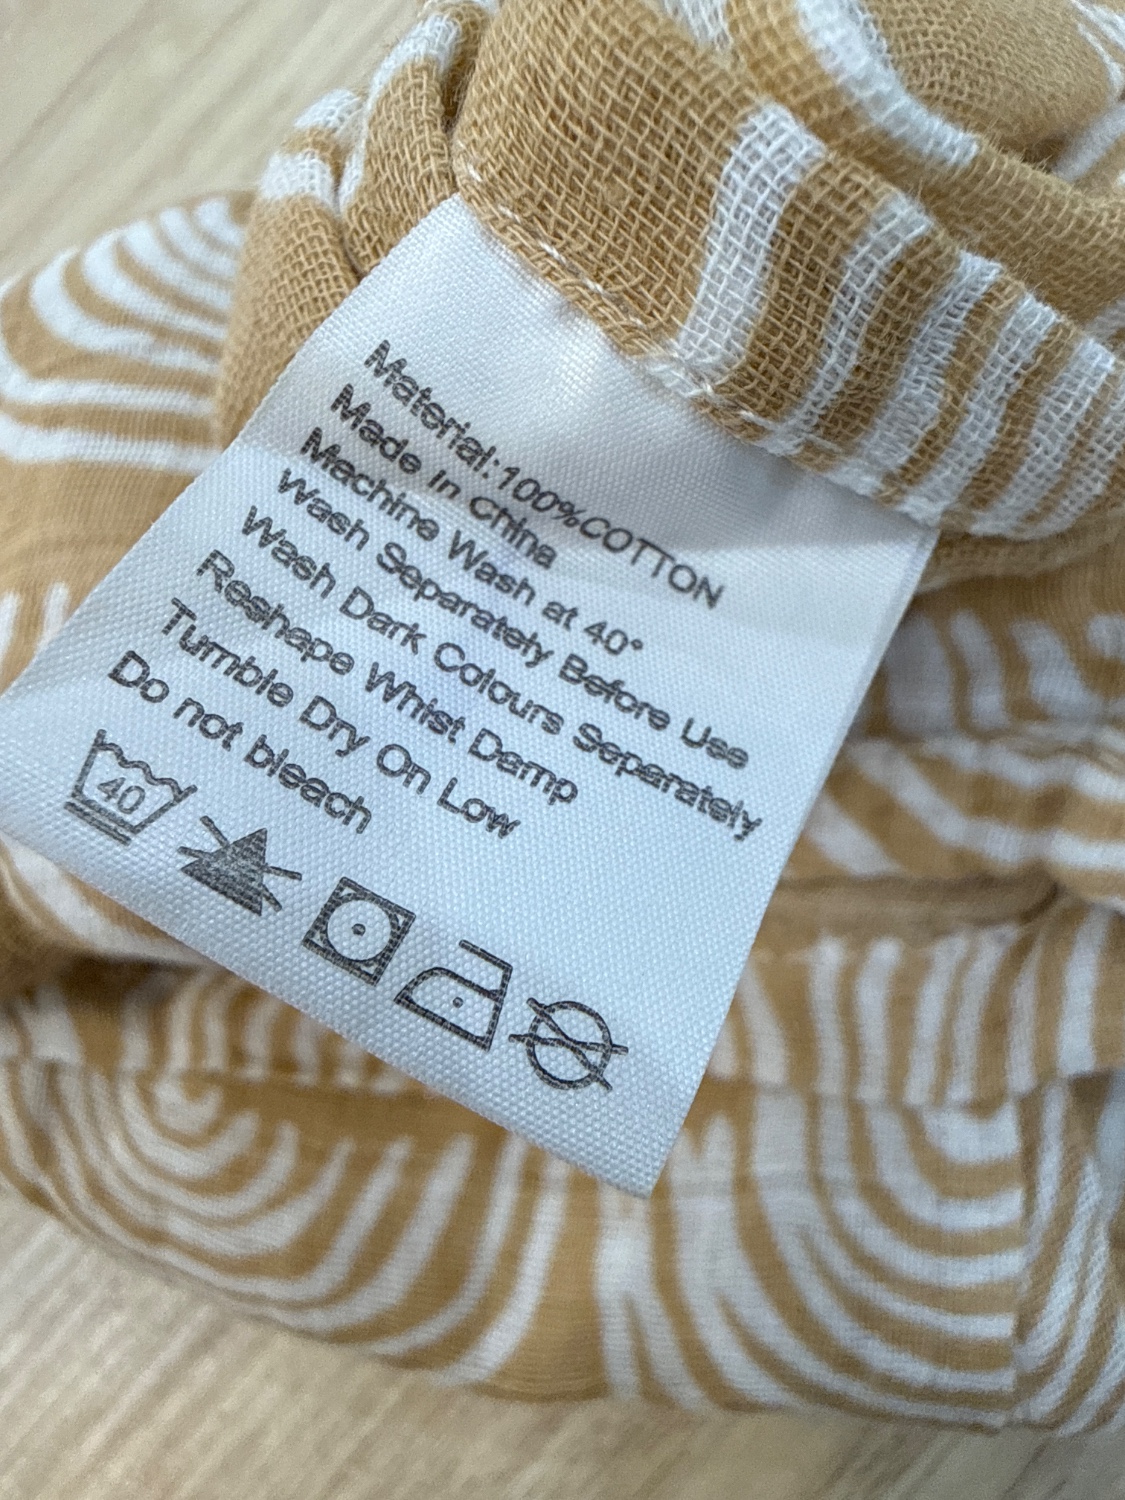 Material:100%COTTON
Made In China
Machine Wash at 40°
Wash Separately Before Use
Wash Dark Colours Separately
Reshape Whist Damp
Tumble Dry On Low
Do not bleach
40